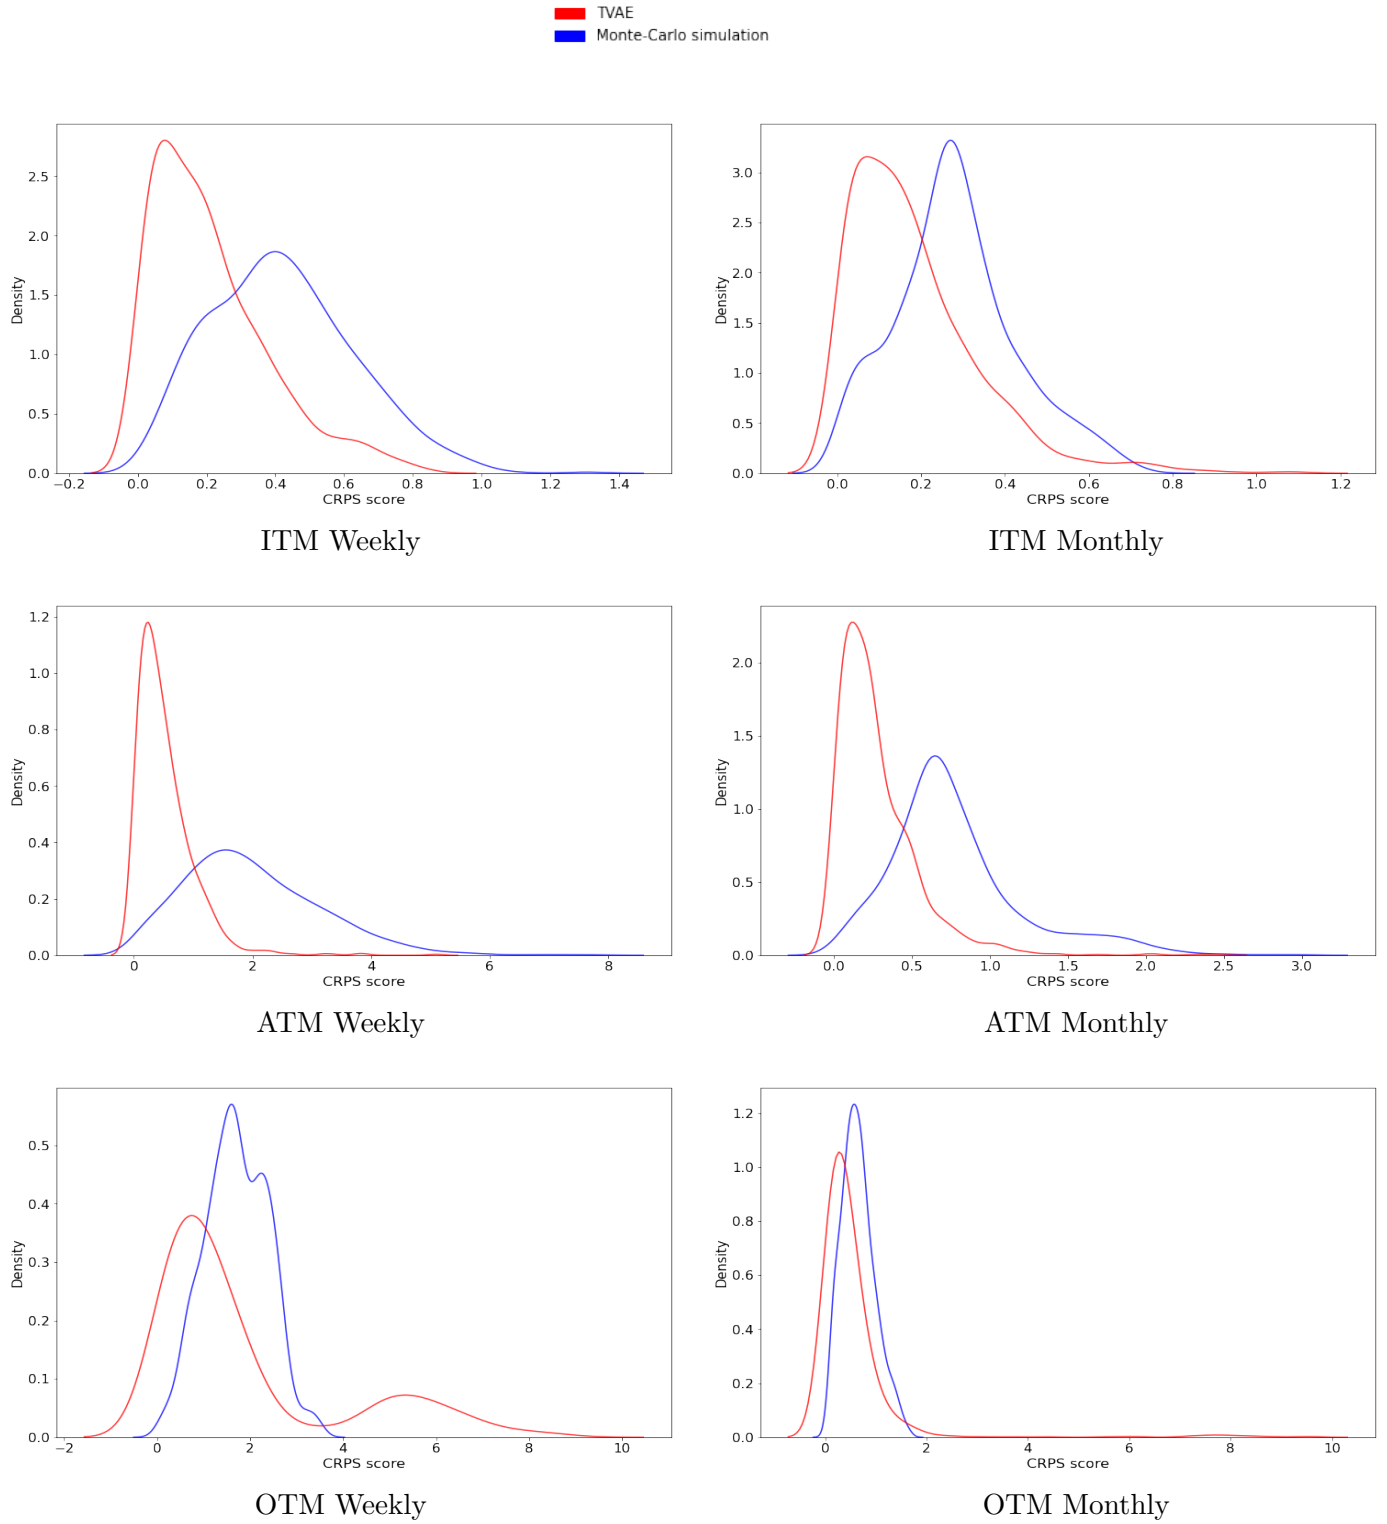 TVAE
Monte-Carlo simulation
2.5
2.0
1.5
1.0
0.5
0.0
Density
−0.2 0.0 0.2 0.4 0.6 0.8 1.0 1.2 1.4
CRPS score
ITM Weekly
3.0
2.5
2.0
1.5
1.0
0.5
0.0
Density
0.0 0.2 0.4 0.6 0.8 1.0 1.2
CRPS score
ITM Monthly
1.2
1.0
0.8
0.6
0.4
0.2
0.0
Density
0 2 4 6 8
CRPS score
ATM Weekly
2.0
1.5
1.0
0.5
0.0
Density
0.0 0.5 1.0 1.5 2.0 2.5 3.0
CRPS score
ATM Monthly
0.5
0.4
0.3
0.2
0.1
0.0
Density
−2 0 2 4 6 8 10
CRPS score
OTM Weekly
1.2
1.0
0.8
0.6
0.4
0.2
0.0
Density
0 2 4 6 8 10
CRPS score
OTM Monthly